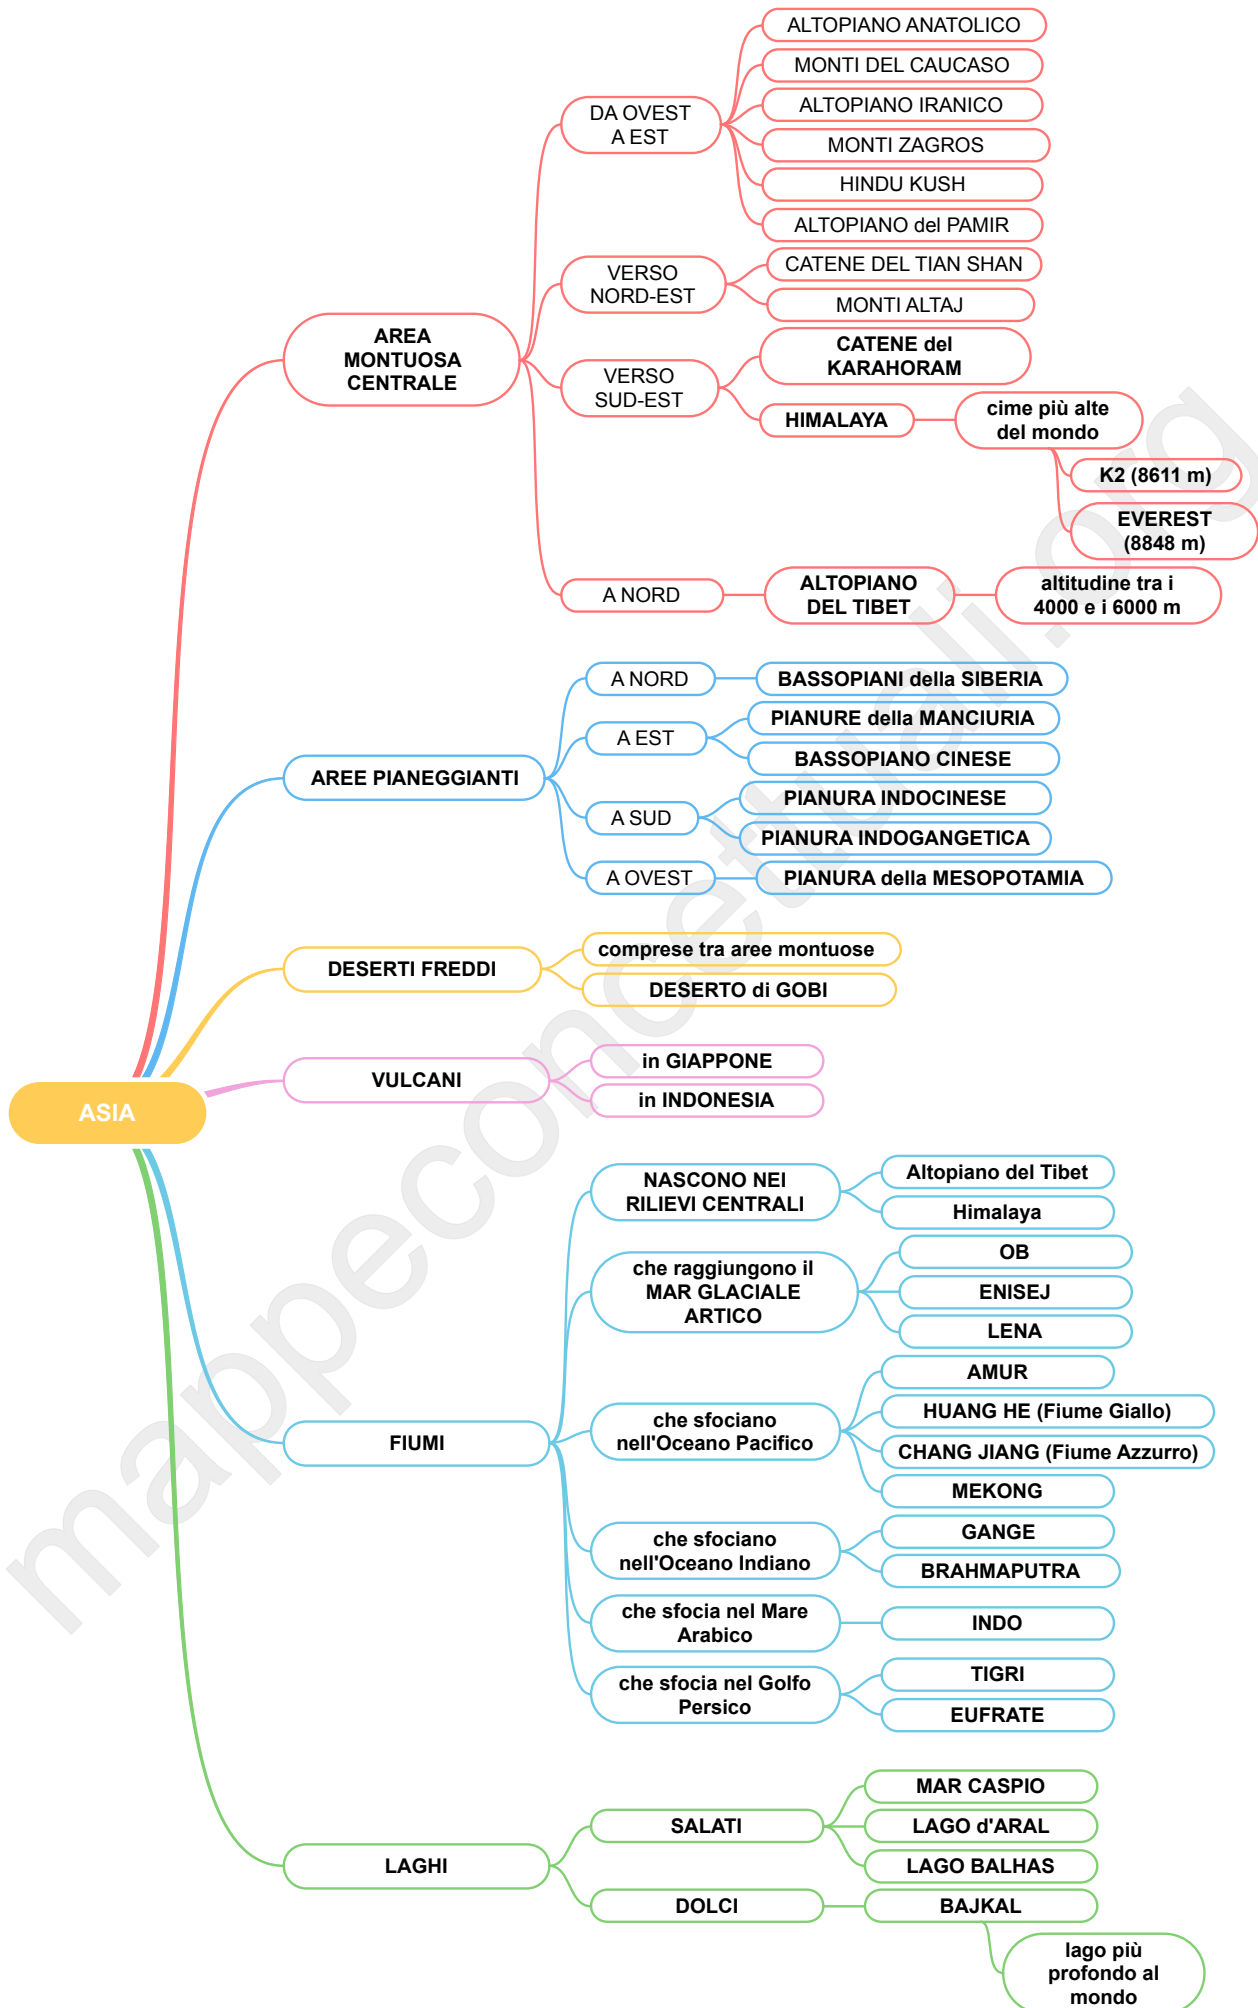 ALTOPIANO ANATOLICO
MONTI DEL CAUCASO
DA OVEST
A EST
ALTOPIANO IRANICO
MONTI ZAGROS
HINDU KUSH
ALTOPIANO del PAMIR
VERSO
NORD-EST
CATENE DEL TIAN SHAN
MONTI ALTAJ
AREA
MONTUOSA
CENTRALE
VERSO
SUD-EST
CATENE del
KARAHORAM
HIMALAYA
cime più alte
del mondo
K2 (8611 m)
EVEREST
(8848 m)
A NORD
ALTOPIANO
DEL TIBET
altitudine tra i
4000 e i 6000 m
AREE PIANEGGIANTI
A NORD
BASSOPIANI della SIBERIA
A EST
PIANURE della MANCIURIA
BASSOPIANO CINESE
A SUD
PIANURA INDOCINESE
PIANURA INDOGANGETICA
A OVEST
PIANURA della MESOPOTAMIA
DESERTI FREDDI
comprese tra aree montuose
DESERTO di GOBI
VULCANI
in GIAPPONE
in INDONESIA
ASIA
FIUMI
NASCONO NEI
RILIEVI CENTRALI
Altopiano del Tibet
Himalaya
che raggiungono il
MAR GLACIALE
ARTICO
OB
ENISEJ
LENA
che sfociano
nell'Oceano Pacifico
AMUR
HUANG HE (Fiume Giallo)
CHANG JIANG (Fiume Azzurro)
MEKONG
che sfociano
nell'Oceano Indiano
GANGE
BRAHMAPUTRA
che sfocia nel Mare
Arabico
INDO
che sfocia nel Golfo
Persico
TIGRI
EUFRATE
LAGHI
SALATI
MAR CASPIO
LAGO d'ARAL
LAGO BALHAS
DOLCI
BAJKAL
lago più
profondo al
mondo
mappeconcettuali.org